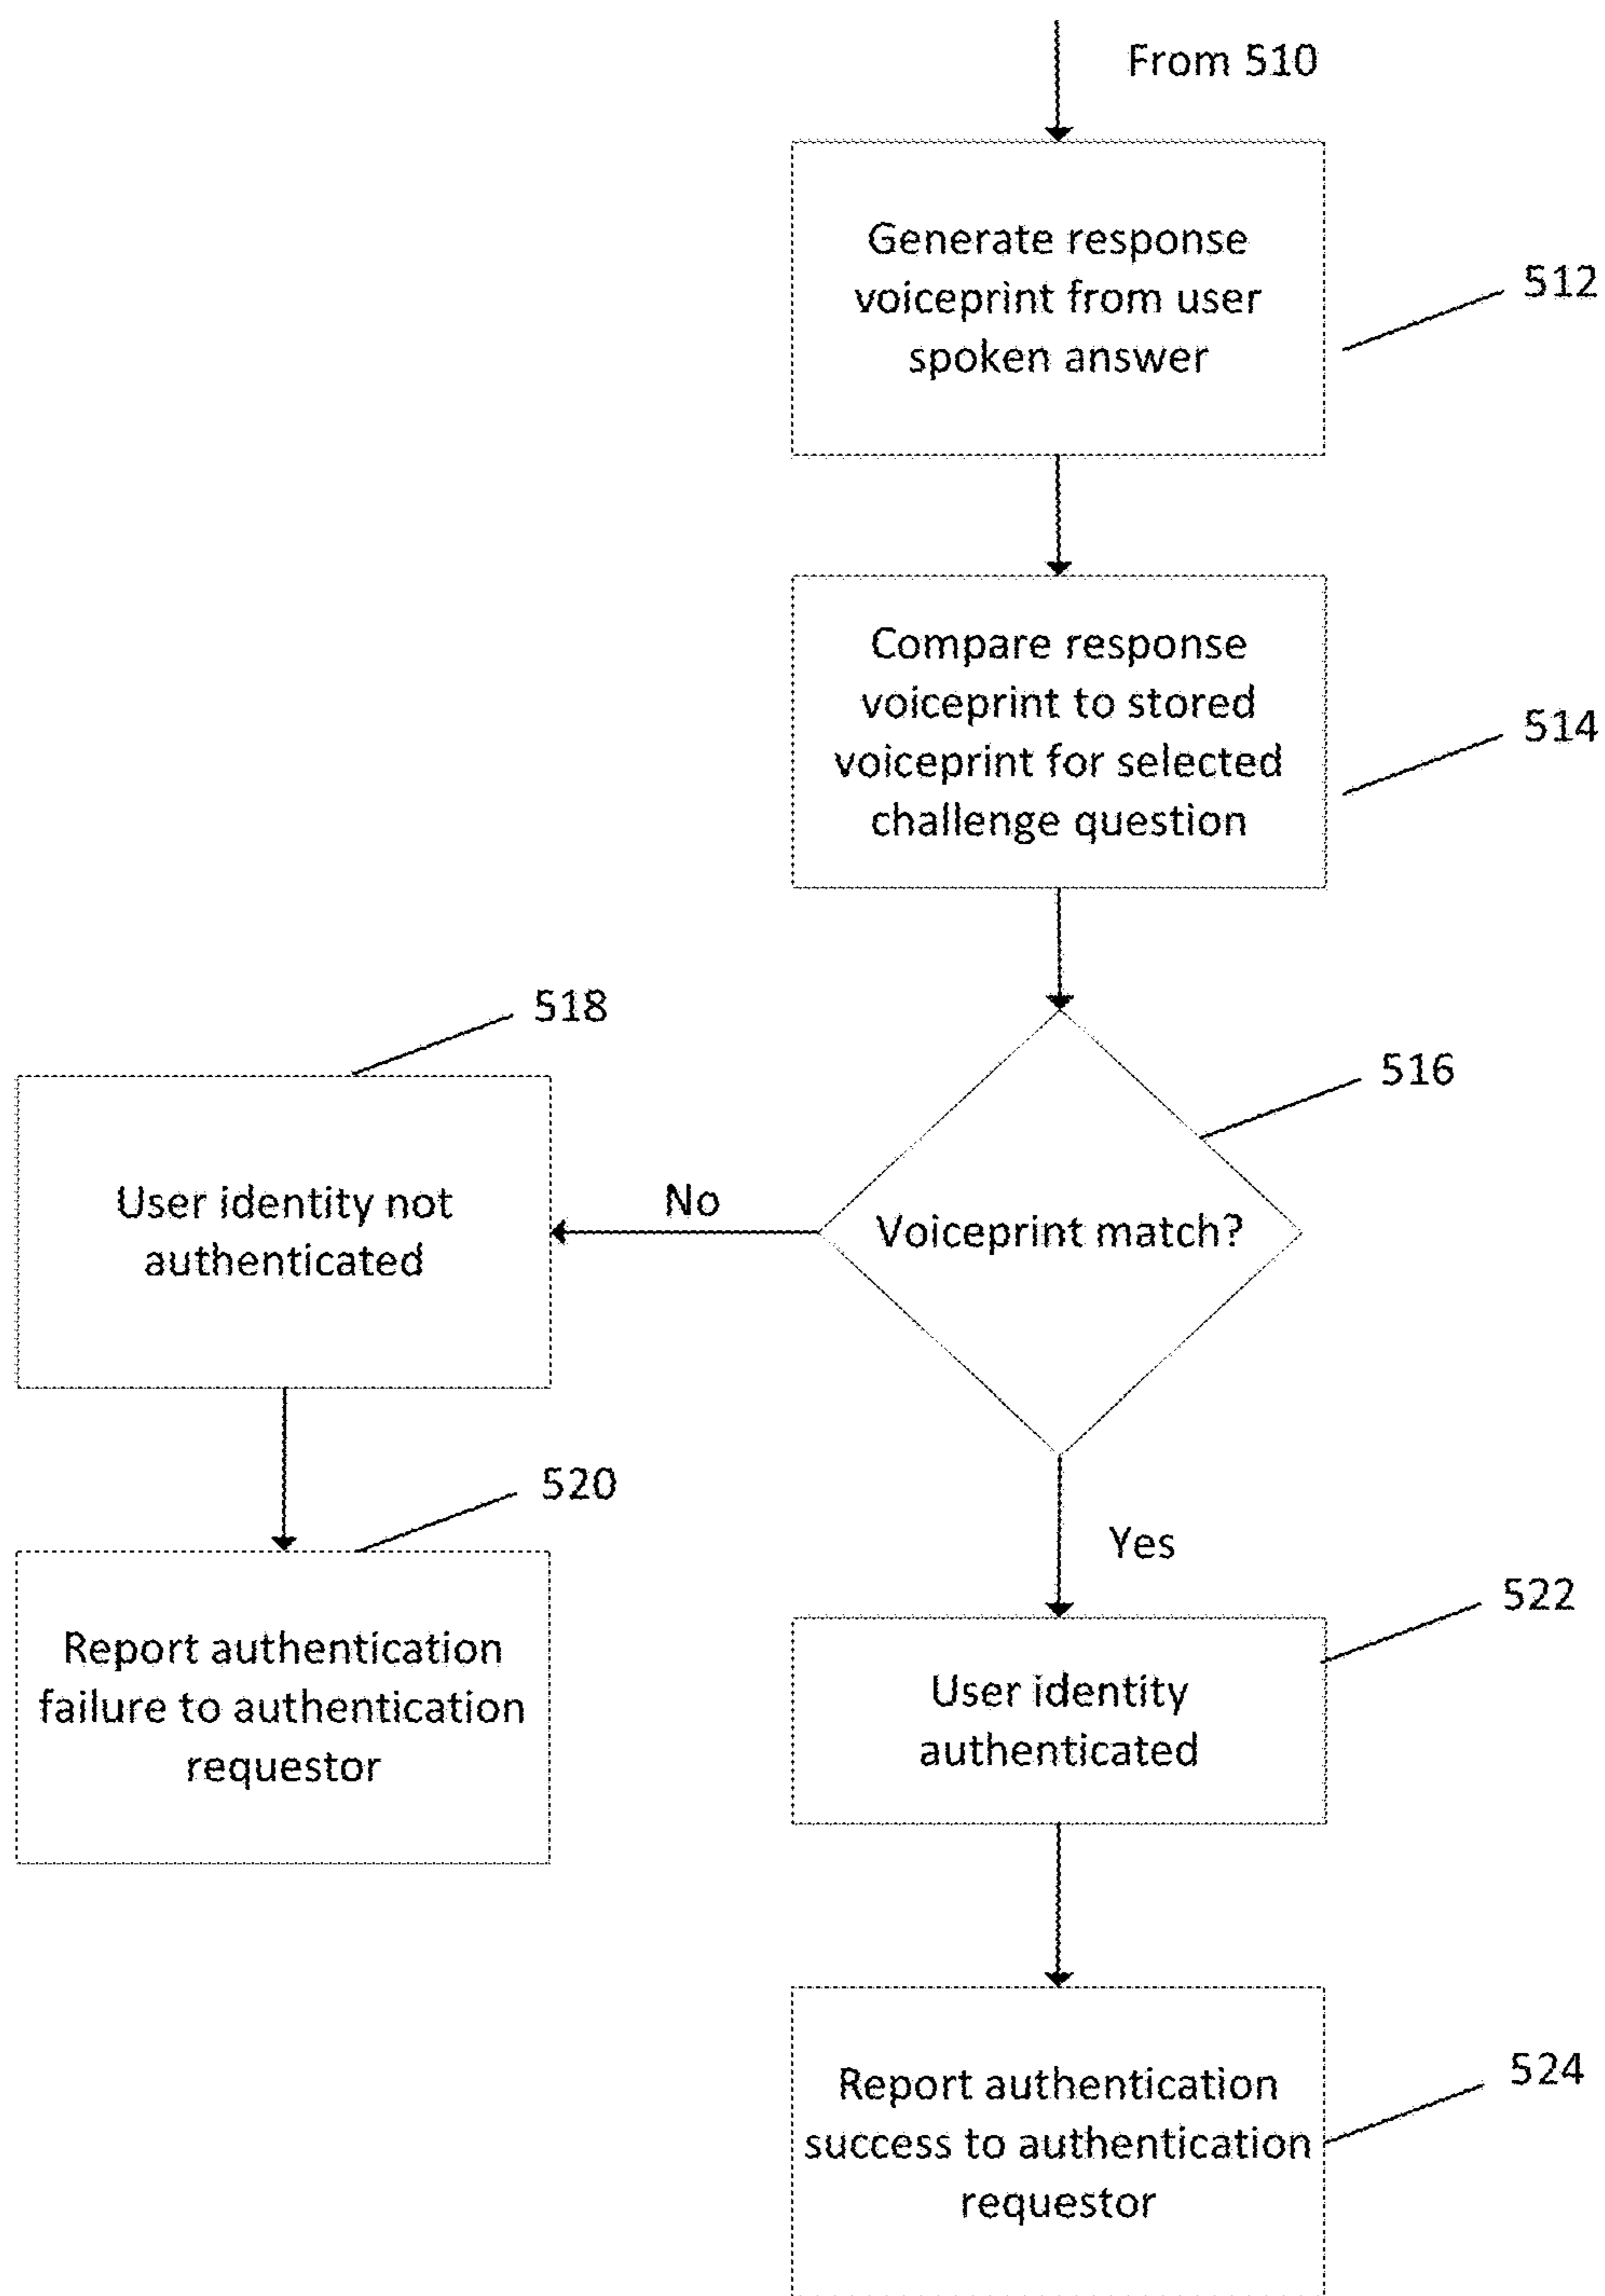 From 510
Generate response
voiceprint from user
spoken answer
512
Compare response
voiceprint to stored
voiceprint for selected
challenge question
514
518
516
User identity not
authenticated
No
Voiceprint match?
520
Yes
Report authentication
failure to authentication
requestor
522
User identity
authenticated
Report authentication
success to authentication
requestor
524